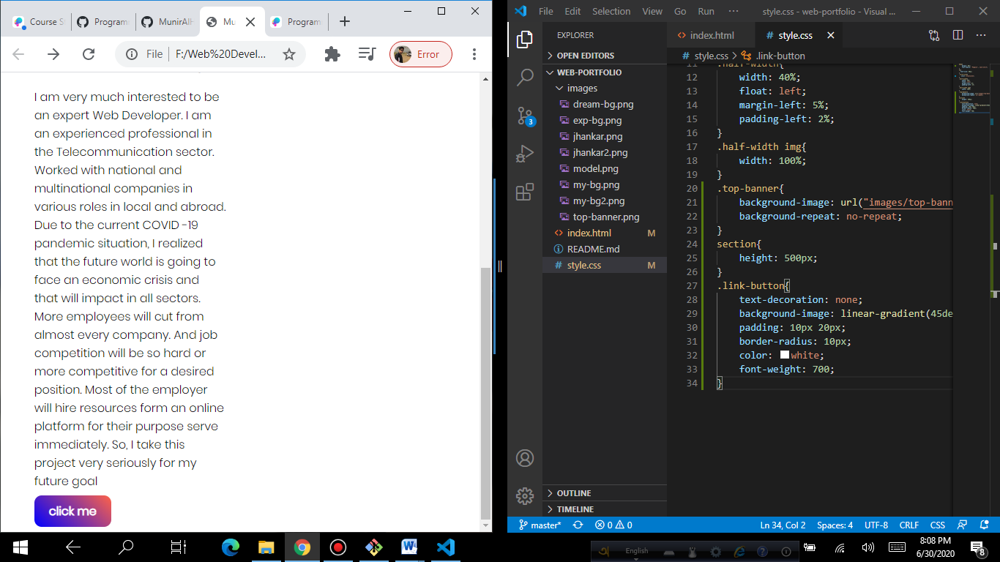 Course S
Program
MunirAlH
Mu
Program
File
F:/Web%20Devel...
Error
I am very much interested to be
an expert Web Developer. I am
an experienced professional in
the Telecommunication sector.
Worked with national and
multinational companies in
various roles in local and abroad.
Due to the current COVID -19
pandemic situation, I realized
that the future world is going to
face an economic crisis and
that will impact in all sectors.
More employees will cut from
almost every company. And job
competition will be so hard or
more competitive for a desired
position. Most of the employer
will hire resources form an online
platform for their purpose serve
immediately. So, I take this
project very seriously for my
future goal
click me
File Edit Selection View Go Run ··· style.css - web-portfolio - Visual ...
EXPLORER
OPEN EDITORS
WEB-PORTFOLIO
images
dream-bg.png
exp-bg.png
jhankar.png
jhankar2.png
model.png
my-bg.png
my-bg2.png
top-banner.png
index.html M
README.md
style.css M
OUTLINE
TIMELINE
3
index.html
style.css
style.css > .link-button
11 .half-width{
12 width: 40%;
13 float: left;
14 margin-left: 5%;
15 padding-left: 2%;
16 }
17 .half-width img{
18 width: 100%;
19 }
20 .top-banner{
21 background-image: url("images/top-bann
22 background-repeat: no-repeat;
23 }
24 section{
25 height: 500px;
26 }
27 .link-button{
28 text-decoration: none;
29 background-image: linear-gradient(45de
30 padding: 10px 20px;
31 border-radius: 10px;
32 color: white;
33 font-weight: 700;
34 }
master* 0 0 Ln 34, Col 2 Spaces: 4 UTF-8 CRLF CSS
English
8:08 PM
6/30/2020
8